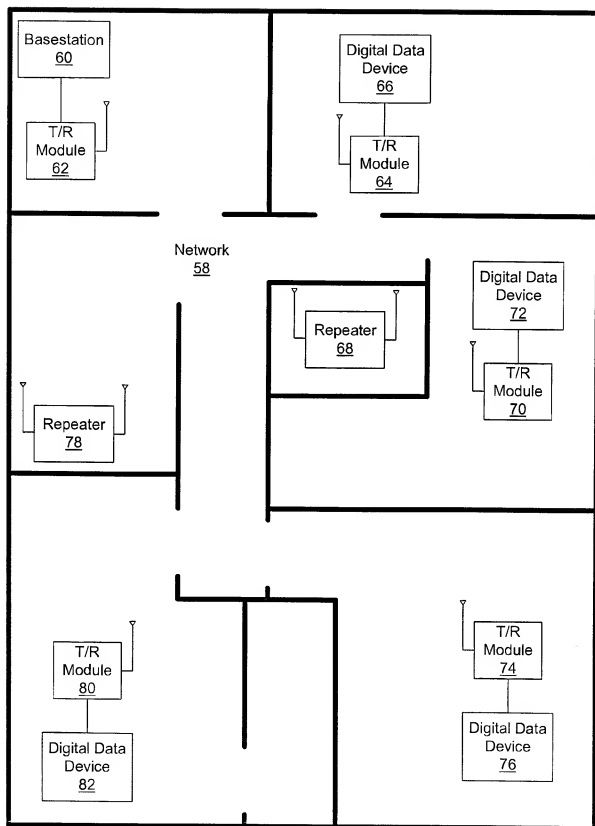 Basestation
60
T/R
Module
62
Digital Data
Device
66
T/R
Module
64
Network
58
Digital Data
Device
72
Repeater
68
T/R
Module
70
Repeater
78
T/R
Module
80
Digital Data
Device
82
T/R
Module
74
Digital Data
Device
76